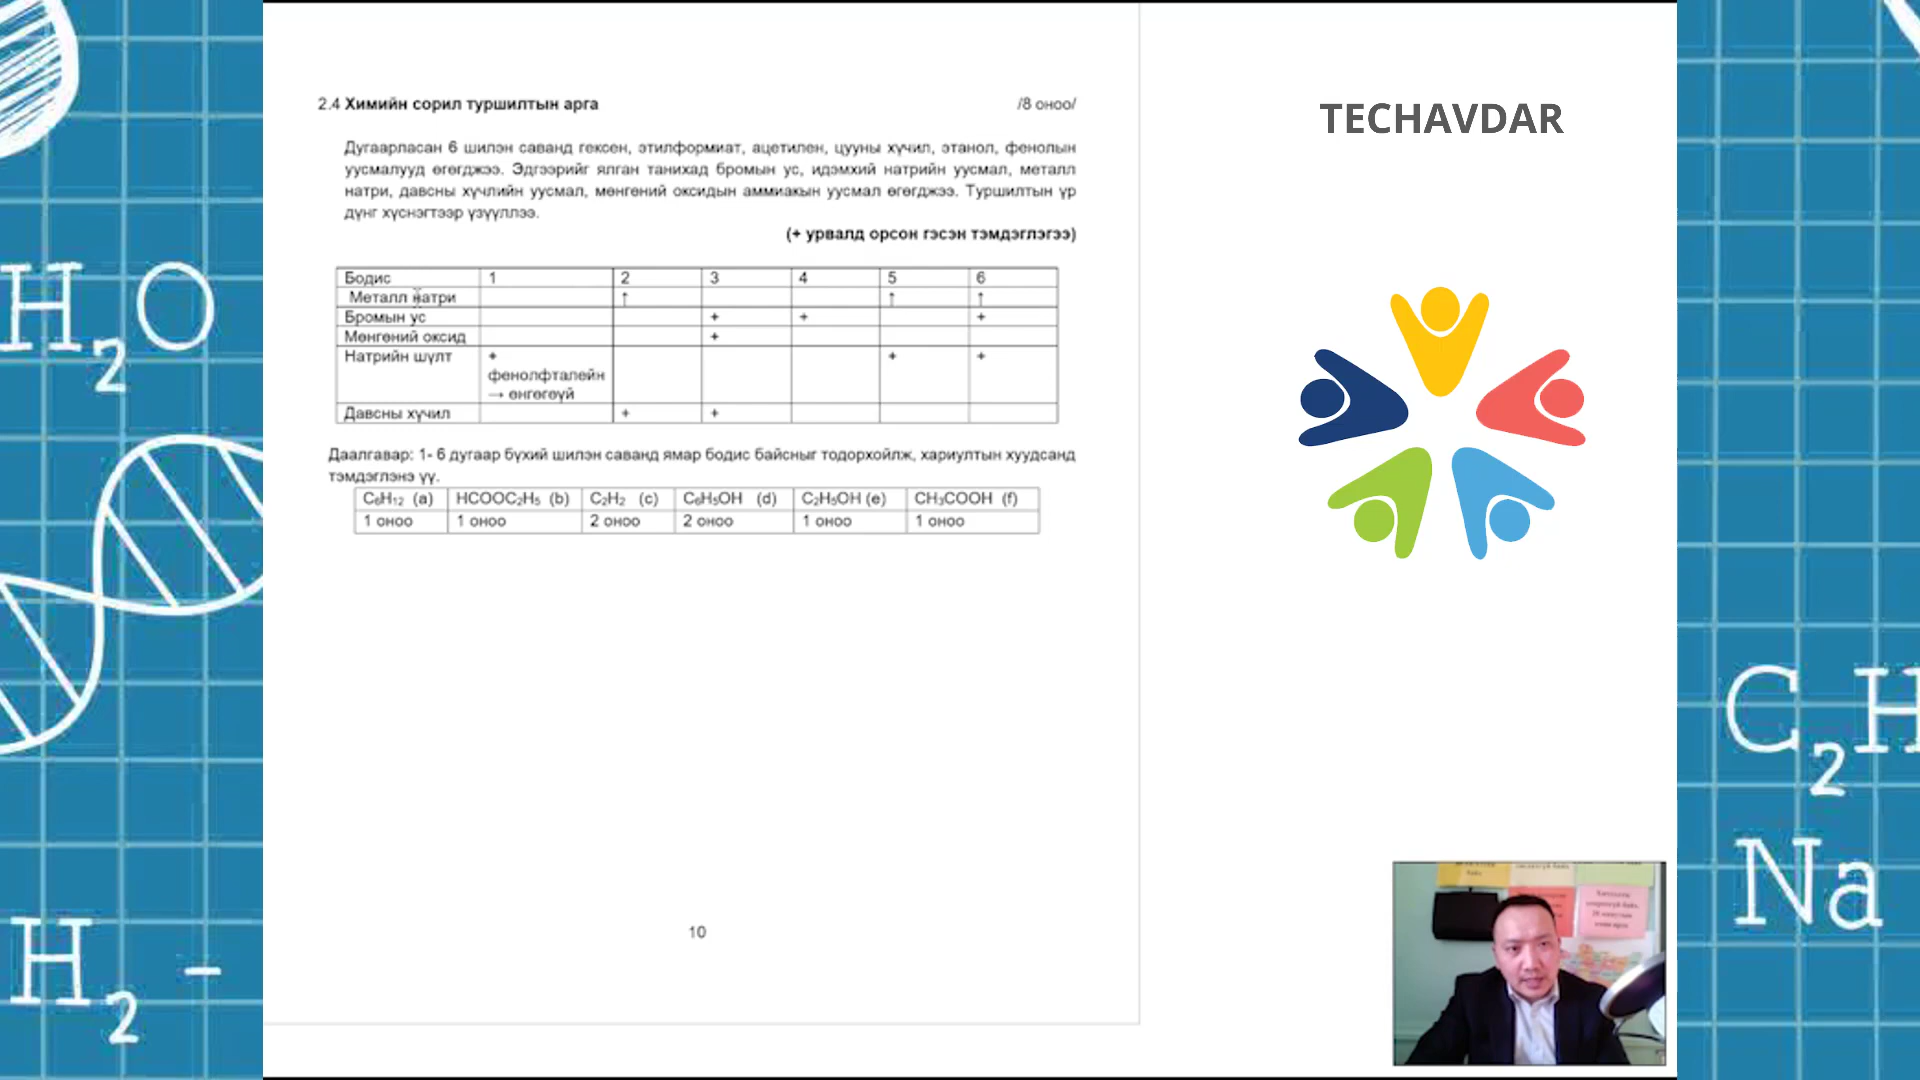 2.4 Химийн сорил туршилтын арга /8 оноо/
Дугаарласан 6 шилэн саванд гексен, этилформиат, ацетилен, цууны хүчил, этанол, фенолын
уусмалууд өгөгджээ. Эдгээрийг ялган танихад бромын ус, идэмхий натрийн уусмал, металл
натри, давсны хүчлийн уусмал, мөнгөний оксидын аммиакын уусмал өгөгджээ. Туршилтын үр
дүнг хүснэгтээр үзүүллээ.
(+ урвалд орсон гэсэн тэмдэглэгээ)
Бодис 1 2 3 4 5 6
Металл натри ↑ ↑ ↑
Бромын ус + + +
Мөнгөний оксид +
Натрийн шүлт + + +
фенолфталейн
→ өнгөгүй
Давсны хүчил + +
Даалгавар: 1- 6 дугаар бүхий шилэн саванд ямар бодис байсныг тодорхойлж, хариултын хуудсанд
тэмдэглэнэ үү.
C₆H₁₂ (a) HCOOC₂H₅ (b) C₂H₂ (c) C₆H₅OH (d) C₂H₅OH (e) CH₃COOH (f)
1 оноо 1 оноо 2 оноо 2 оноо 1 оноо 1 оноо
10
TECHAVDAR
H₂O
H₂ -
C₂H
Na